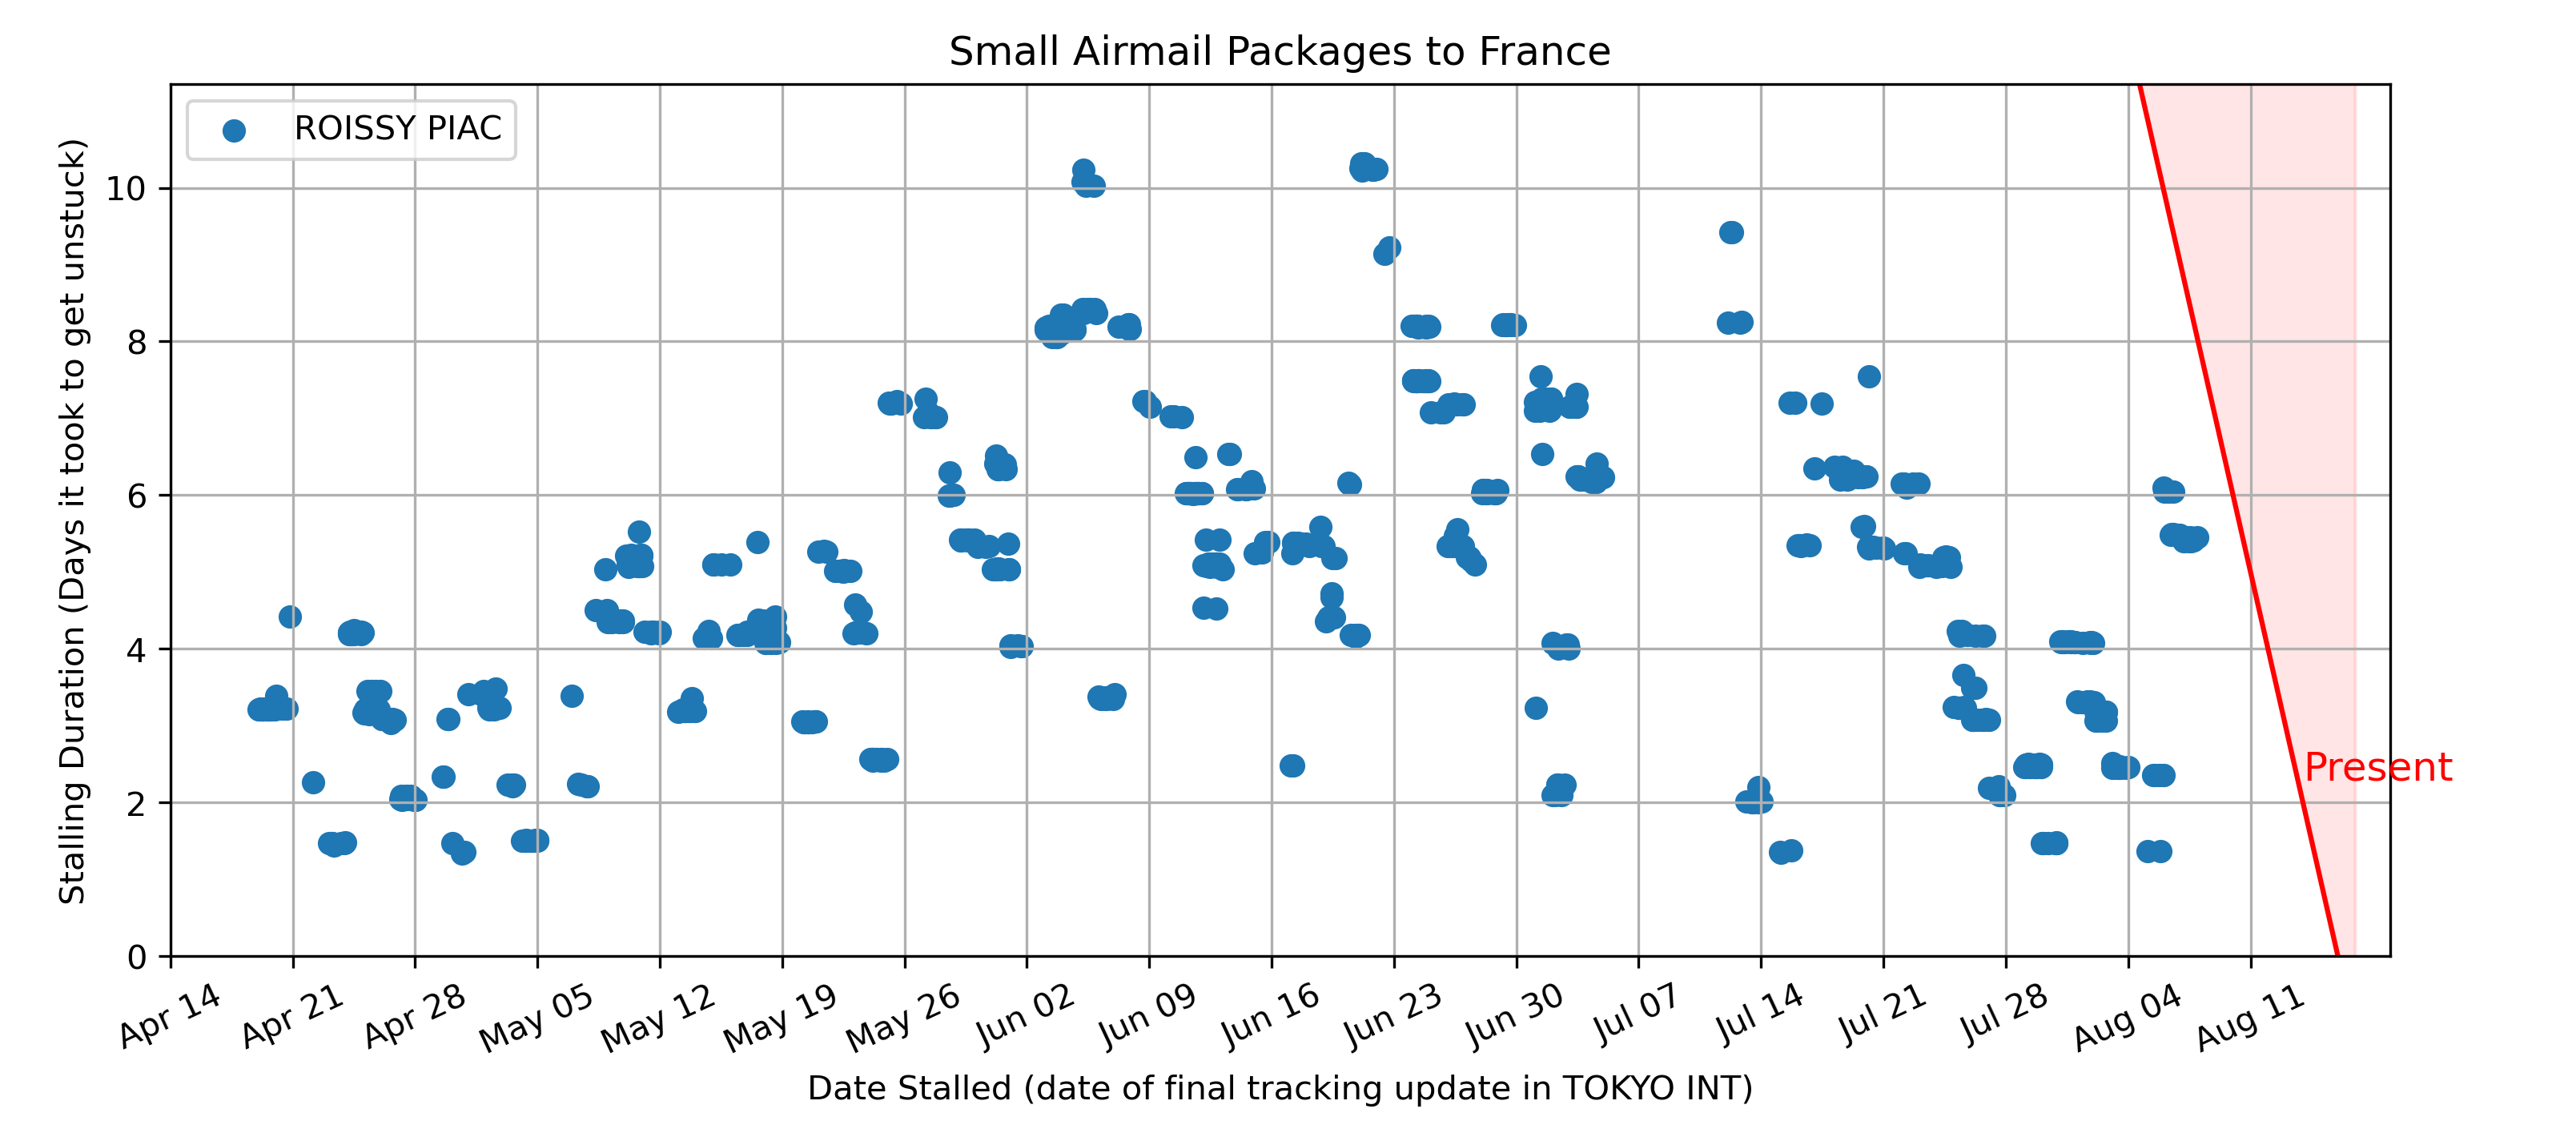 Small Airmail Packages to France
ROISSY PIAC
Stalling Duration (Days it took to get unstuck)
10
8
6
4
2
0
Present
Apr 14
Apr 21
Apr 28
May 05
May 12
May 19
May 26
Jun 02
Jun 09
Jun 16
Jun 23
Jun 30
Jul 07
Jul 14
Jul 21
Jul 28
Aug 04
Aug 11
Date Stalled (date of final tracking update in TOKYO INT)